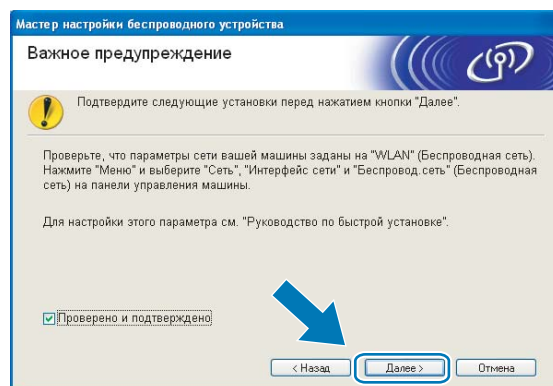 Мастер настройки беспроводного устройства
Важное предупреждение
Подтвердите следующие установки перед нажатием кнопки "Далее".
Проверьте, что параметры сети вашей машины заданы на "WLAN" (Беспроводная сеть).
Нажмите "Меню" и выберите "Сеть", "Интерфейс сети" и "Беспровод.сеть" (Беспроводная
сеть) на панели управления машины.
Для настройки этого параметра см. "Руководство по быстрой установке".
Проверено и подтверждено
< Назад
Далее >
Отмена